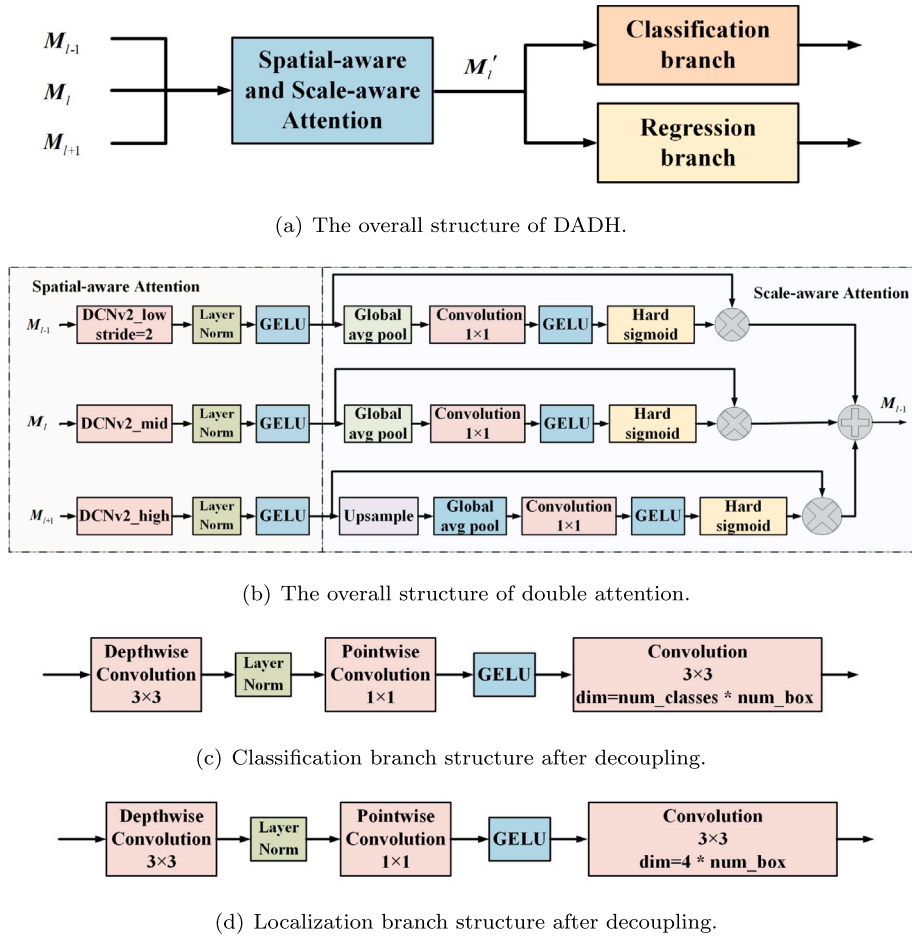 M_{l-1}
M_l
M_{l+1}
Spatial-aware
and Scale-aware
Attention
M_l'
Classification
branch
Regression
branch
(a) The overall structure of DADH.
Spatial-aware Attention
Scale-aware Attention
M_{l-1}
DCNv2_low
stride=2
Layer
Norm
GELU
Global
avg pool
Convolution
1×1
GELU
Hard
sigmoid
M_l
DCNv2_mid
Layer
Norm
GELU
Global
avg pool
Convolution
1×1
GELU
Hard
sigmoid
M_{l-1}
M_{l+1}
DCNv2_high
Layer
Norm
GELU
Upsample
Global
avg pool
Convolution
1×1
GELU
Hard
sigmoid
(b) The overall structure of double attention.
Depthwise
Convolution
3×3
Layer
Norm
Pointwise
Convolution
1×1
GELU
Convolution
3×3
dim=num_classes * num_box
(c) Classification branch structure after decoupling.
Depthwise
Convolution
3×3
Layer
Norm
Pointwise
Convolution
1×1
GELU
Convolution
3×3
dim=4 * num_box
(d) Localization branch structure after decoupling.